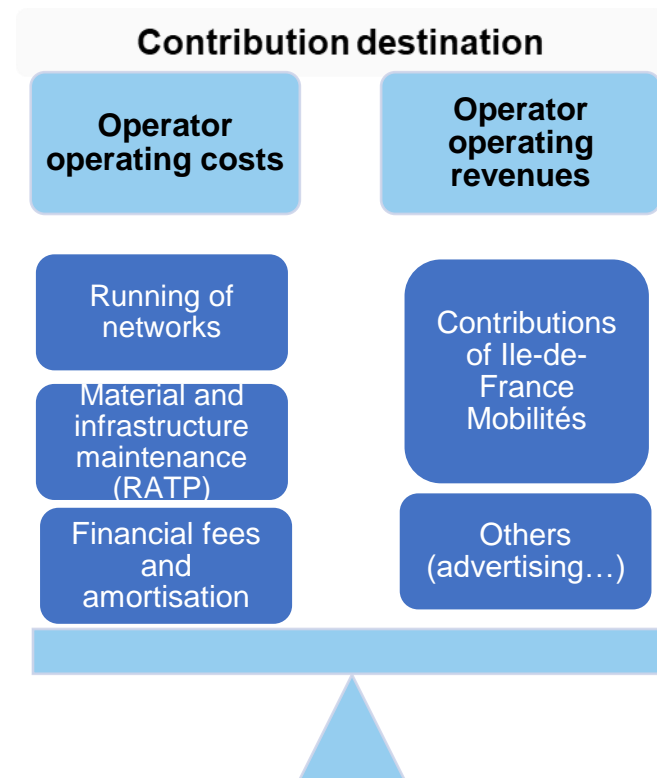 Contribution destination
Operator
operating costs
Operator
operating
revenues
Running of
networks
Material and
infrastructure
maintenance
(RATP)
Financial fees
and
amortisation
Contributions
of Ile-de-
France
Mobilités
Others
(advertising…)